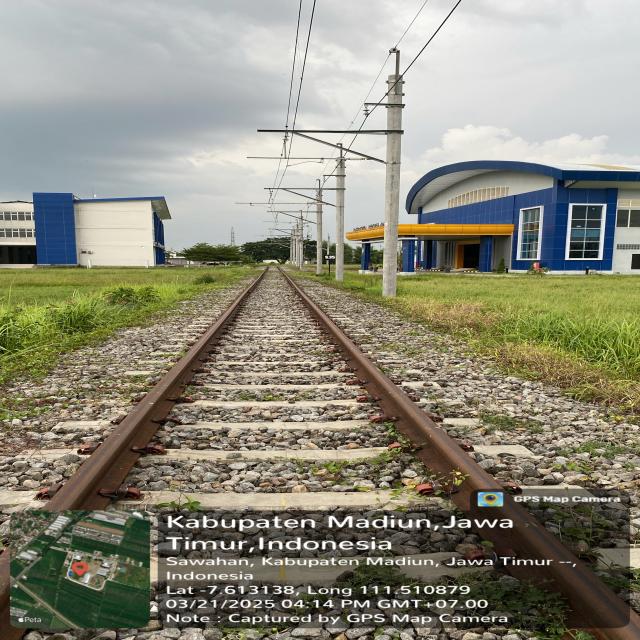 GPS Map Camera
Kabupaten Madiun,Jawa
Timur,Indonesia
Sawahan, Kabupaten Madiun, Jawa Timur --,
Indonesia
Lat -7.613138, Long 111.510879
03/21/2025 04:14 PM GMT+07.00
Note : Captured by GPS Map Camera
Peta